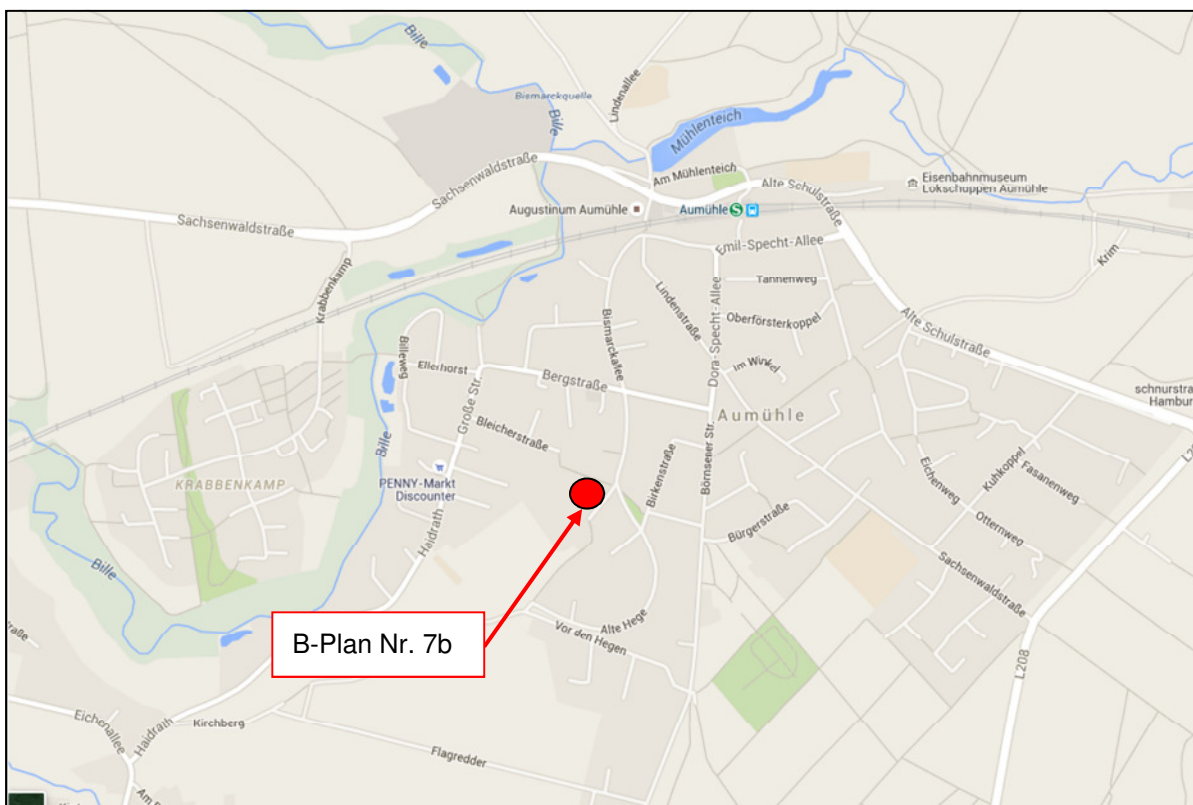 Bille
Lindenallee
Bismarckquelle
Bille
Mühlenteich
Am Mühlenteich
Sachsenwaldstraße
Alte Schulstraße
Eisenbahnmuseum
Lokschuppen Aumühle
Augustinum Aumühle
Aumühle S
Sachsenwaldstraße
Krabbenkamp
Emil-Specht-Allee
Krim
Tannenweg
Lindenstraße
Bismarckallee
Dora-Specht-Allee
Oberförsterkoppel
Alte Schulstraße
Billeweg
Ellerhorst
Große Str.
Bergstraße
Im Winkel
schnurstra
Hambur
Aumühle
Bleicherstraße
Bille
Birkenstraße
Börnsener Str.
Kuhkoppel
Fasanenweg
Eichenweg
PENNY-Markt
Discounter
KRABBENKAMP
Otternweg
Bürgerstraße
Haidrath
Sachsenwaldstraße
Bille
Alte Hege
Vor den Hegen
B-Plan Nr. 7b
L208
Eichenallee
Haidrath
Kirchberg
Flagredder